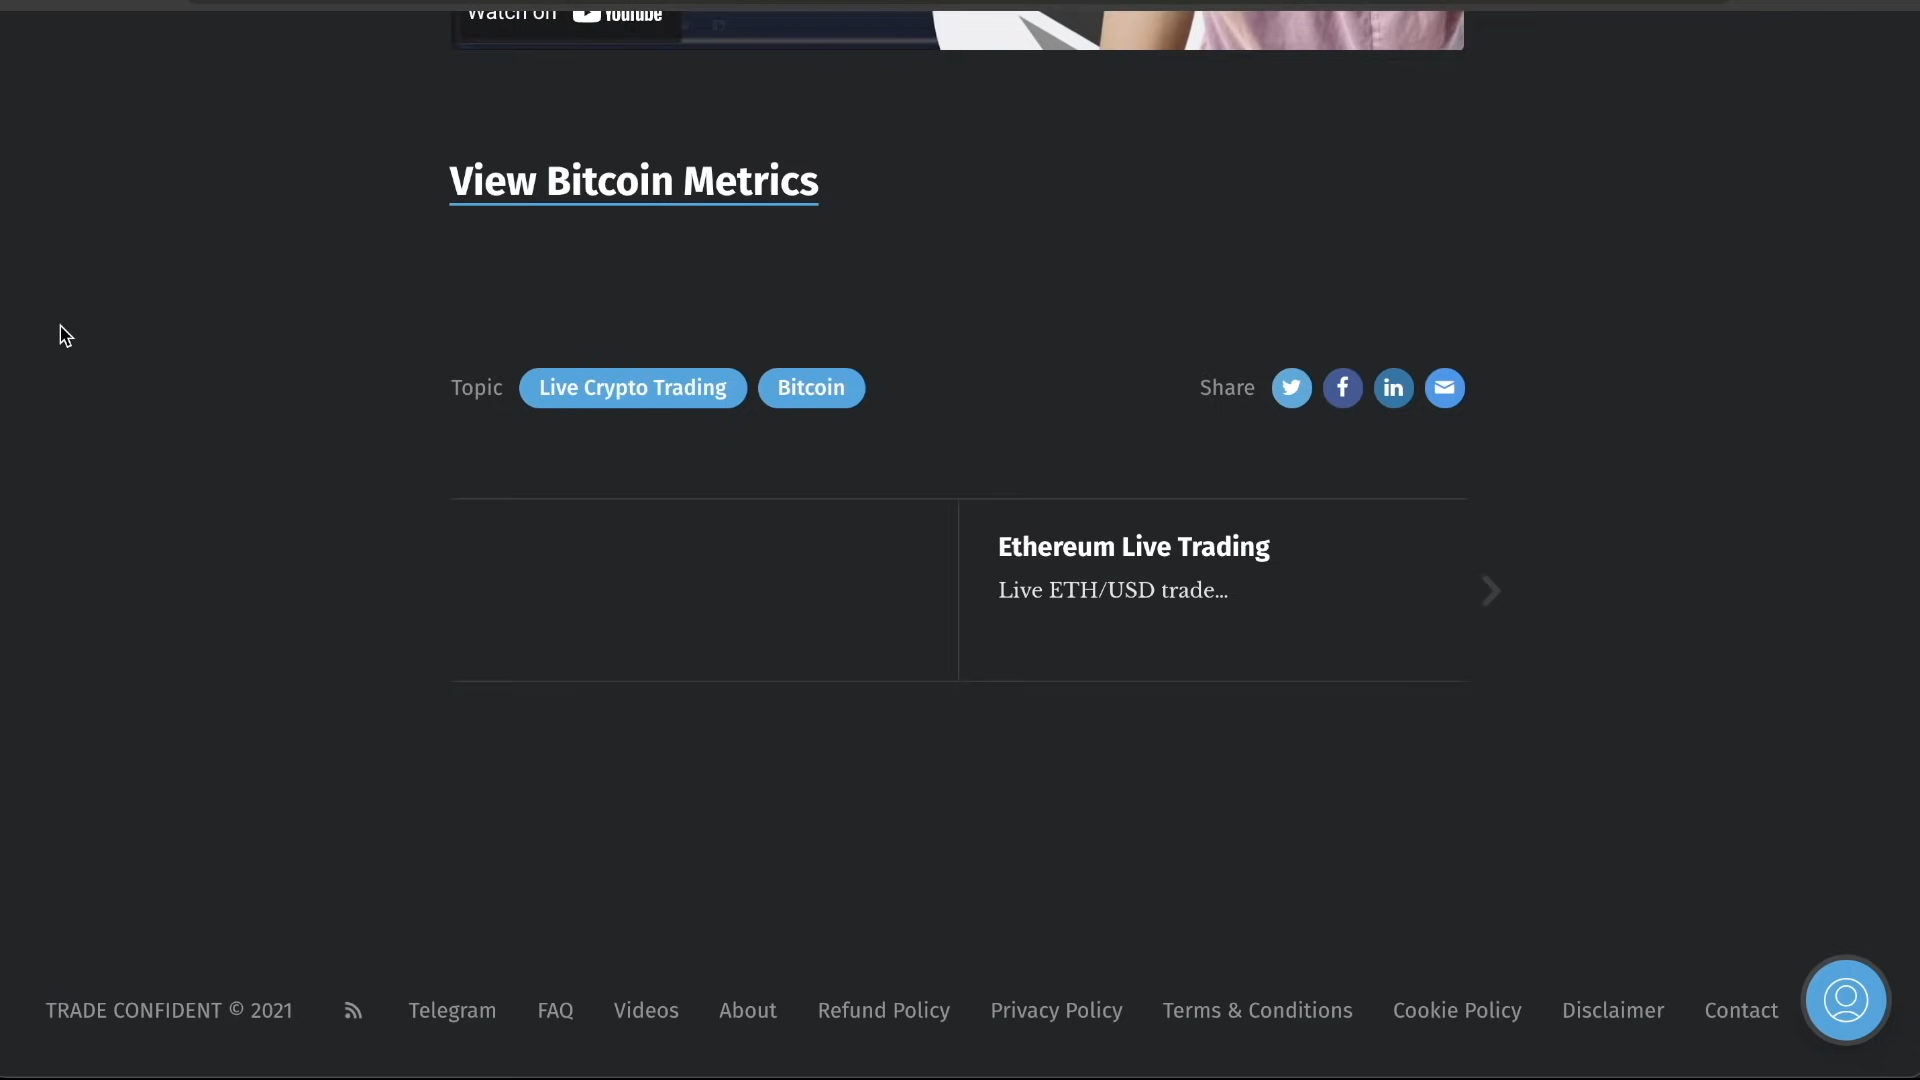 Watch on YouTube
View Bitcoin Metrics
Topic Live Crypto Trading Bitcoin
Share
Ethereum Live Trading
Live ETH/USD trade...
TRADE CONFIDENT © 2021 Telegram FAQ Videos About Refund Policy Privacy Policy Terms & Conditions Cookie Policy Disclaimer Contact